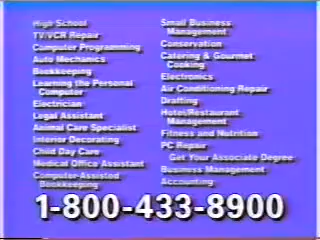 High School
TV/VCR Repair
Computer Programming
Auto Mechanics
Bookkeeping
Learning the Personal
Computer
Electrician
Legal Assistant
Animal Care Specialist
Interior Decorating
Child Day Care
Medical Office Assistant
Computer-Assisted
Bookkeeping
Small Business
Management
Conservation
Catering & Gourmet
Cooking
Electronics
Air Conditioning Repair
Drafting
Hotel/Restaurant
Management
Fitness and Nutrition
PC Repair
Get Your Associate Degree
Business Management
Accounting
1-800-433-8900